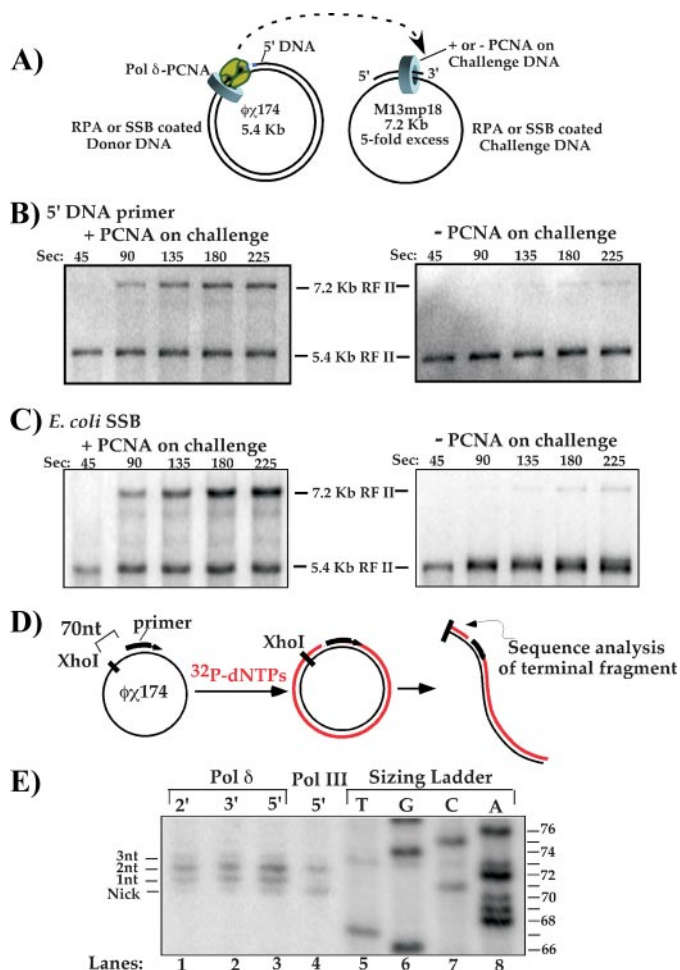 A)
5' DNA
Pol δ-PCNA
+ or - PCNA on
Challenge DNA
5'
3'
φχ174
5.4 Kb
M13mp18
7.2 Kb
5-fold excess
RPA or SSB coated
Donor DNA
RPA or SSB coated
Challenge DNA
B) 5' DNA primer
+ PCNA on challenge
- PCNA on challenge
Sec: 45 90 135 180 225
Sec: 45 90 135 180 225
7.2 Kb RF II
5.4 Kb RF II
C) E. coli SSB
+ PCNA on challenge
- PCNA on challenge
Sec: 45 90 135 180 225
Sec: 45 90 135 180 225
7.2 Kb RF II
5.4 Kb RF II
D)
70nt
primer
XhoI
φχ174
32P-dNTPs
XhoI
Sequence analysis
of terminal fragment
E)
Pol δ Pol III Sizing Ladder
2' 3' 5' 5' T G C A
3nt
2nt
1nt
Nick
76
74
72
70
68
66
Lanes: 1 2 3 4 5 6 7 8